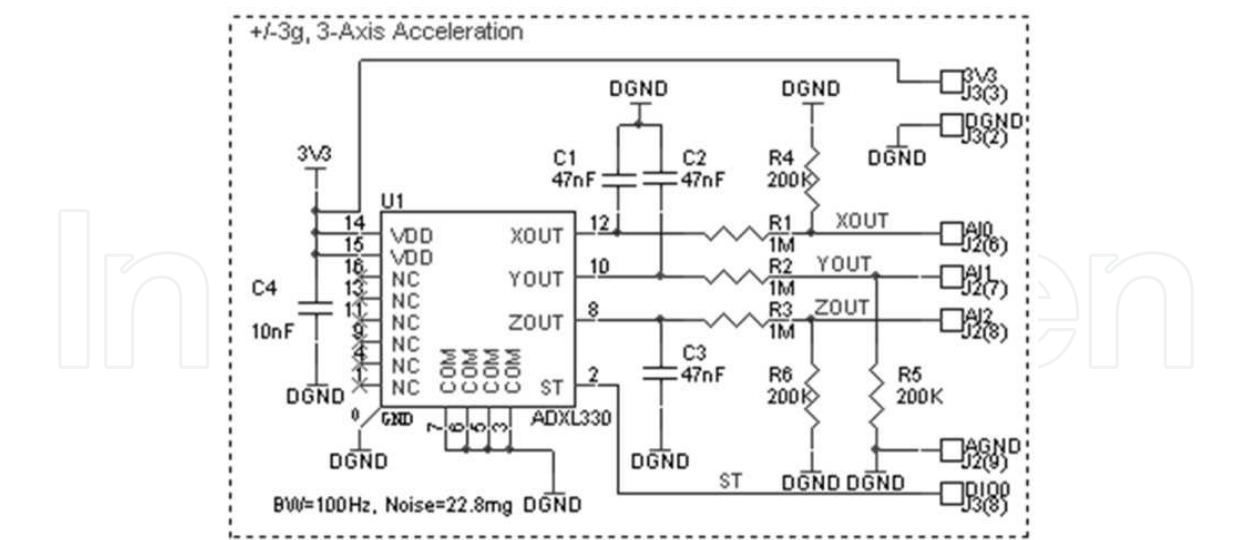 +/-3g, 3-Axis Acceleration
3V3
J3(3)
DGND
DGND
DGND
J3(2)
DGND
3V3
C1
47nF
C2
47nF
R4
200K
U1
14
VDD
XOUT
12
R1
1M
XOUT
AI0
J2(6)
15
VDD
16
NC
YOUT
10
R2
1M
YOUT
AI1
J2(7)
13
NC
C4
10nF
11
NC
ZOUT
8
R3
1M
ZOUT
AI2
J2(8)
9
NC
4
NC
1
NC
COM
COM
COM
COM
ST
2
C3
47nF
R6
200K
R5
200K
DGND
0
GND
7
6
5
3
ADXL330
DGND
DGND
AGND
J2(9)
ST
DGND
DGND
DIO0
J3(8)
BW=100Hz, Noise=22.8mg
DGND